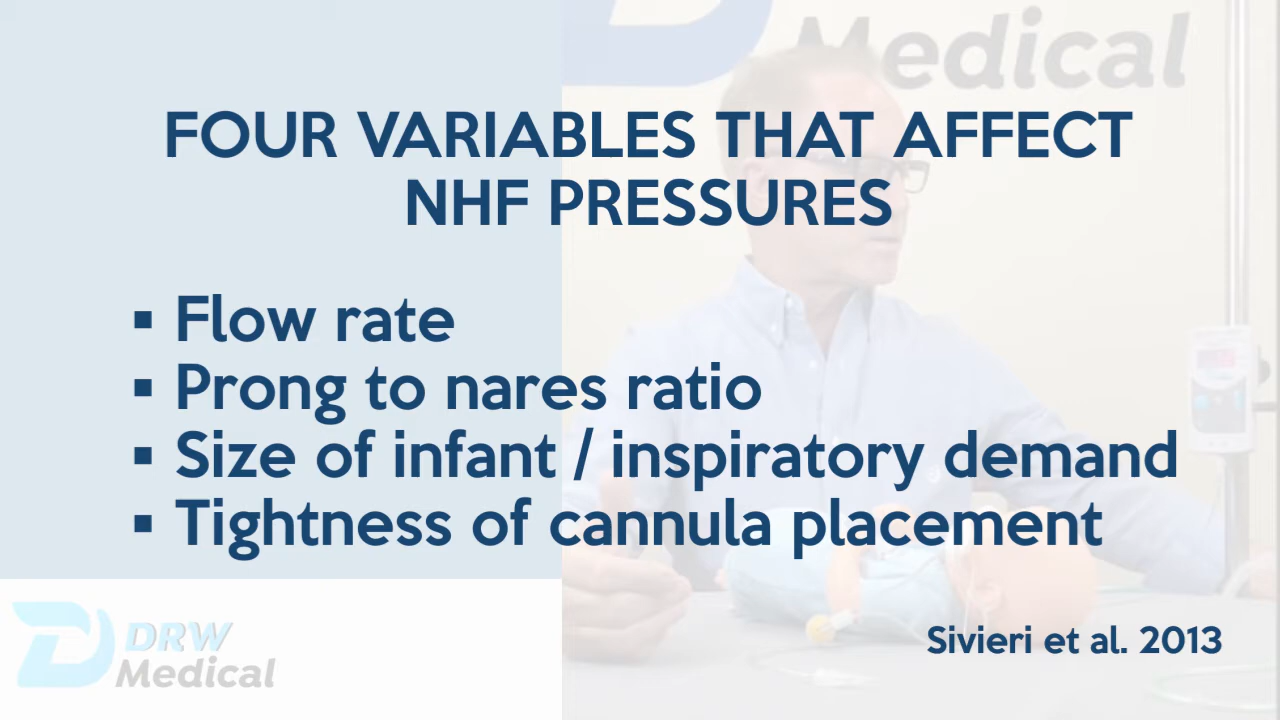 Medical
FOUR VARIABLES THAT AFFECT
NHF PRESSURES
▪ Flow rate
▪ Prong to nares ratio
▪ Size of infant / inspiratory demand
▪ Tightness of cannula placement
Sivieri et al. 2013
DRW
Medical